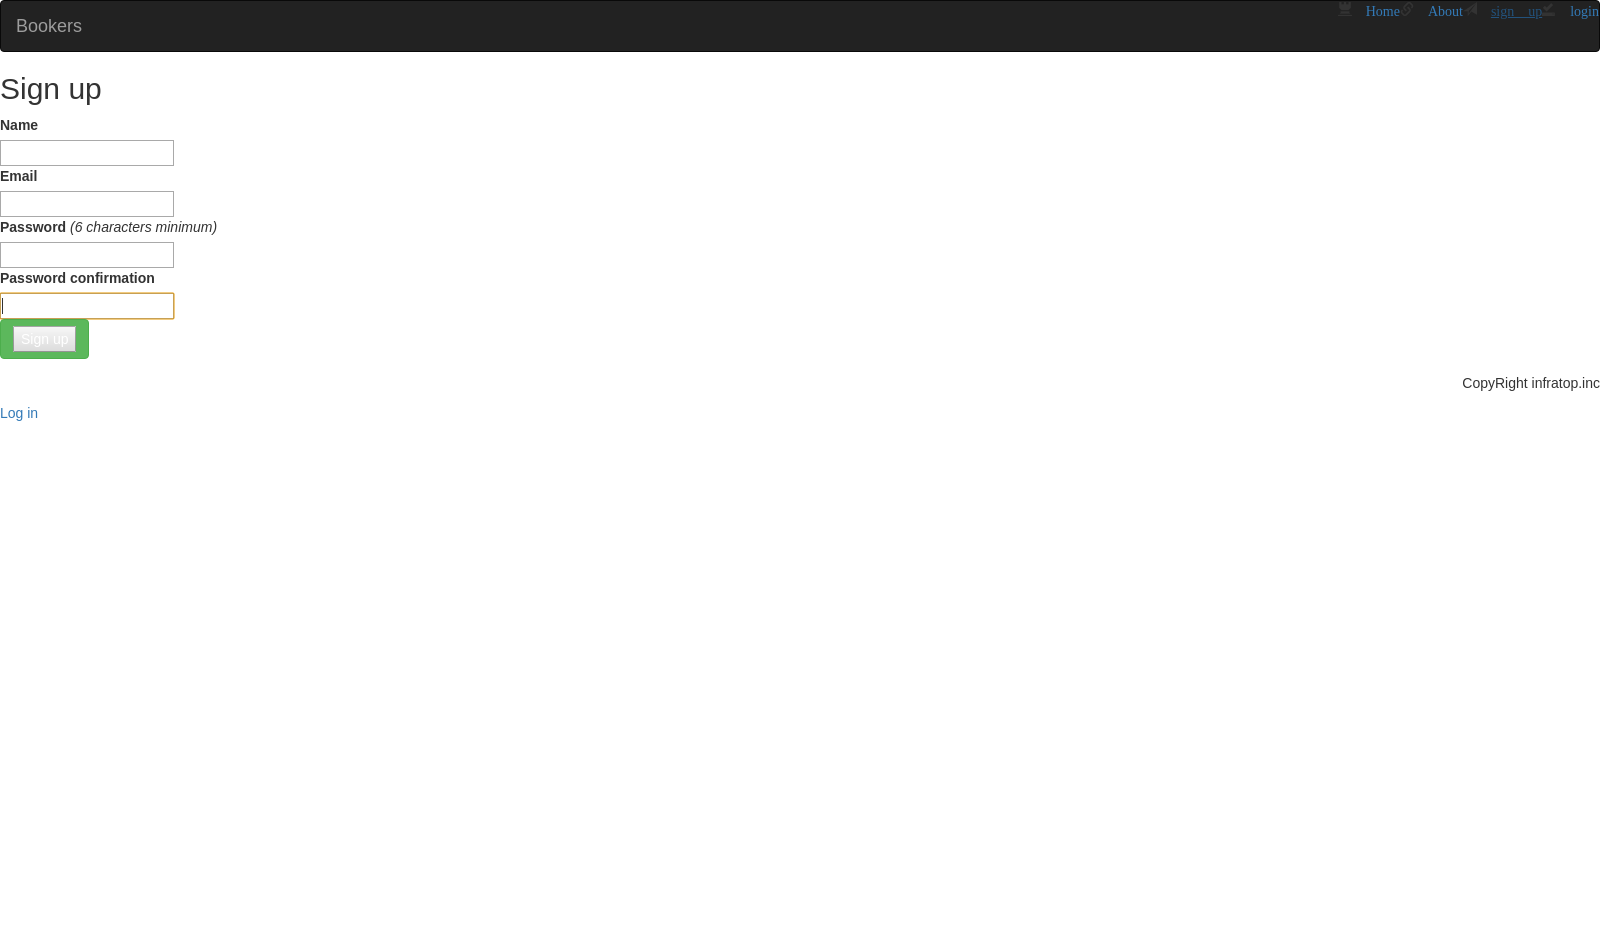 Bookers
Home About sign up login
Sign up
Name
Email
Password (6 characters minimum)
Password confirmation
Sign up
CopyRight infratop.inc
Log in